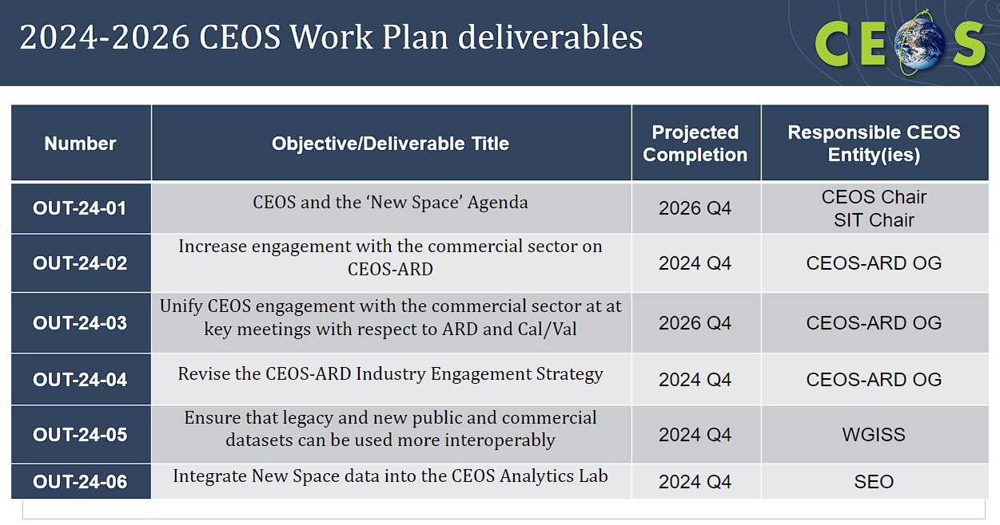 2024-2026 CEOS Work Plan deliverables
CEOS
Number
Objective/Deliverable Title
Projected
Completion
Responsible CEOS
Entity(ies)
OUT-24-01
CEOS and the ‘New Space’ Agenda
2026 Q4
CEOS Chair
SIT Chair
OUT-24-02
Increase engagement with the commercial sector on
CEOS-ARD
2024 Q4
CEOS-ARD OG
OUT-24-03
Unify CEOS engagement with the commercial sector at at
key meetings with respect to ARD and Cal/Val
2026 Q4
CEOS-ARD OG
OUT-24-04
Revise the CEOS-ARD Industry Engagement Strategy
2024 Q4
CEOS-ARD OG
OUT-24-05
Ensure that legacy and new public and commercial
datasets can be used more interoperably
2024 Q4
WGISS
OUT-24-06
Integrate New Space data into the CEOS Analytics Lab
2024 Q4
SEO